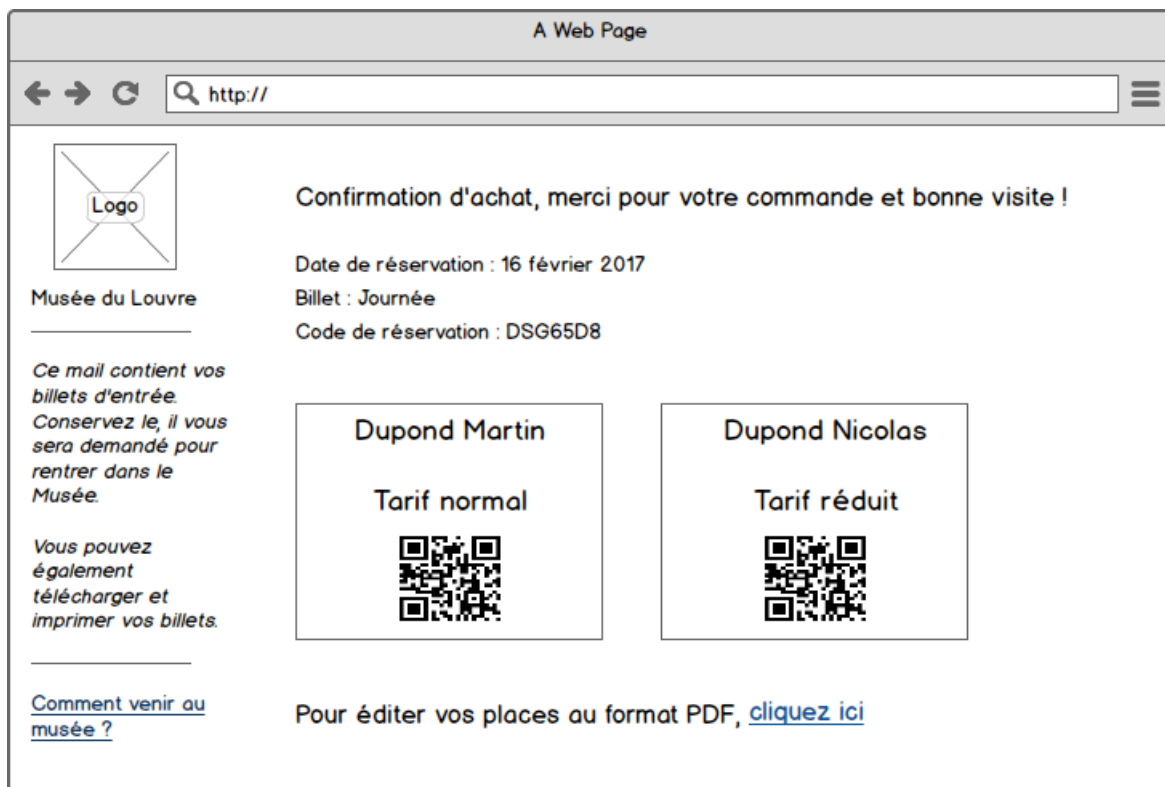 A Web Page
http://
Logo
Musée du Louvre
Ce mail contient vos
billets d'entrée.
Conservez le, il vous
sera demandé pour
rentrer dans le
Musée.
Vous pouvez
également
télécharger et
imprimer vos billets.
Comment venir au
musée ?
Confirmation d'achat, merci pour votre commande et bonne visite !
Date de réservation : 16 février 2017
Billet : Journée
Code de réservation : DSG65D8
Dupond Martin
Tarif normal
Dupond Nicolas
Tarif réduit
Pour éditer vos places au format PDF, cliquez ici